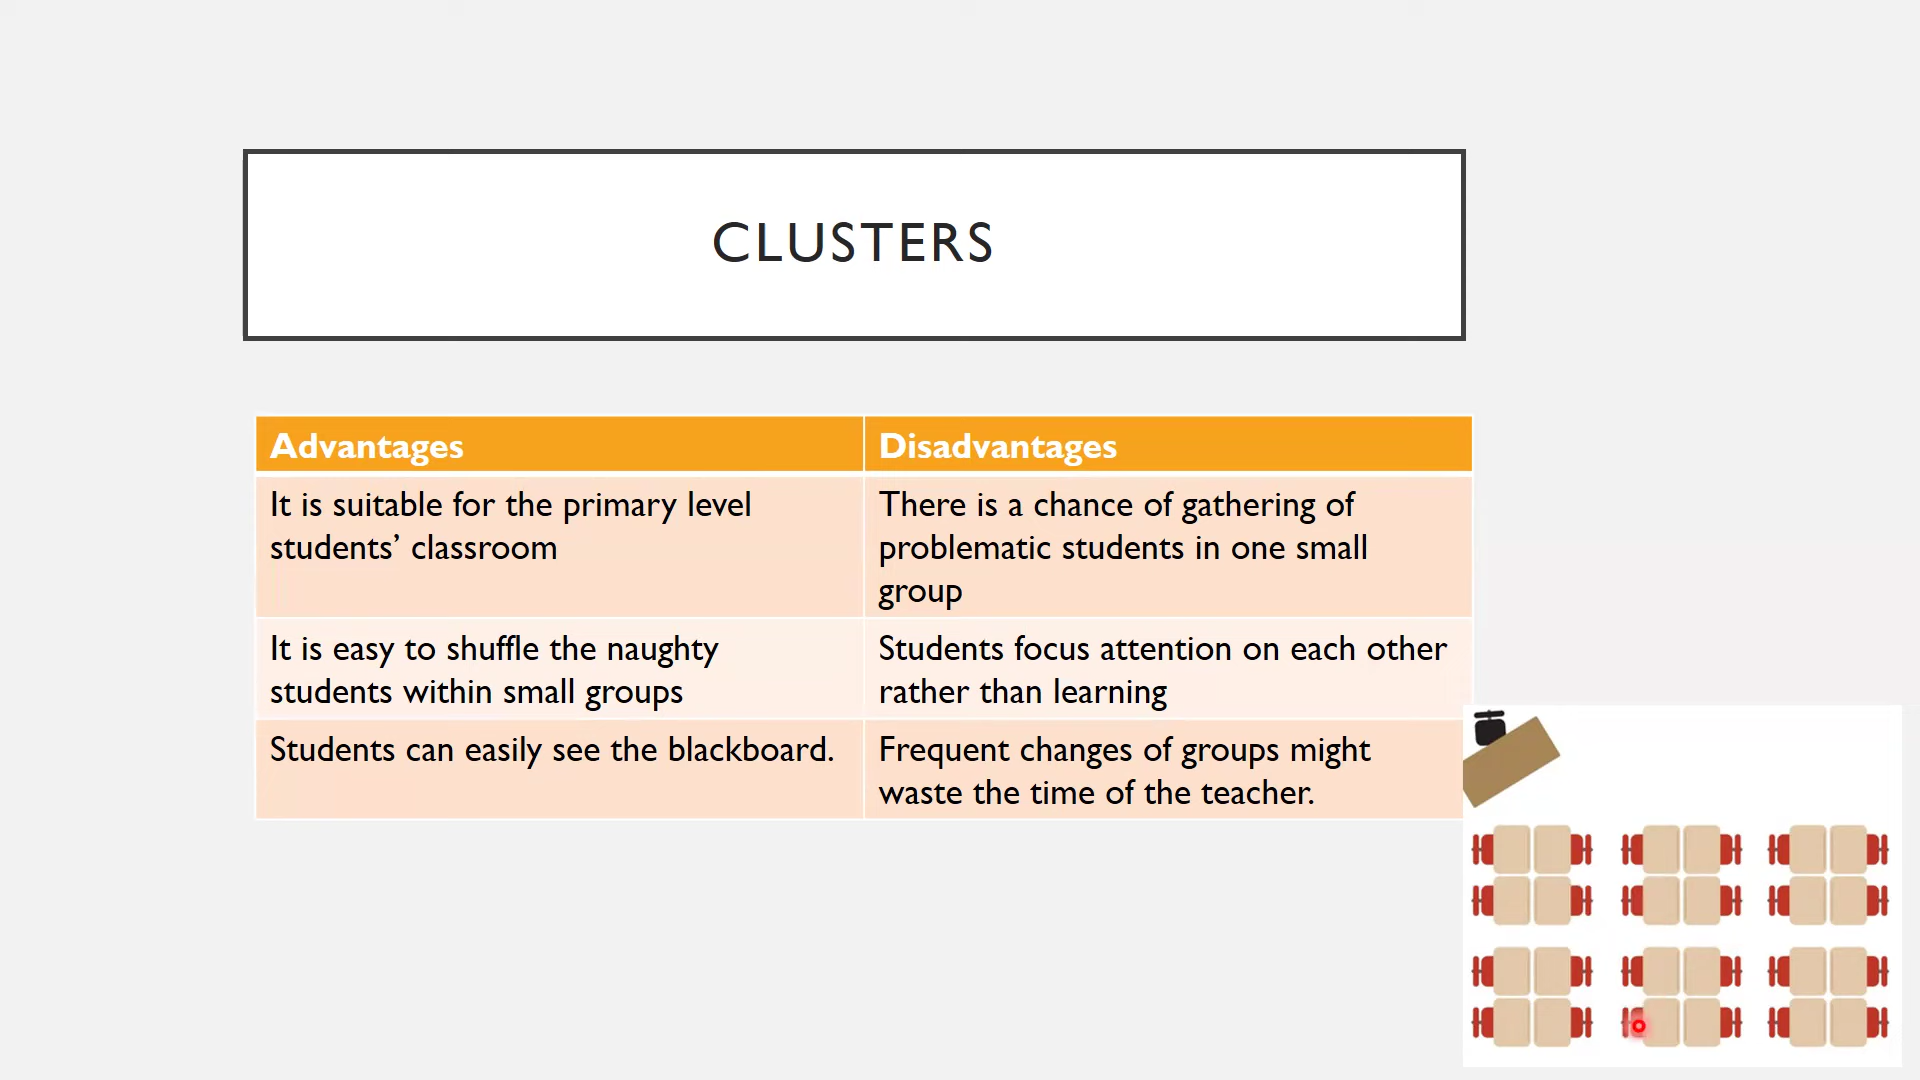 CLUSTERS
Advantages
Disadvantages
It is suitable for the primary level
students’ classroom
There is a chance of gathering of
problematic students in one small
group
It is easy to shuffle the naughty
students within small groups
Students focus attention on each other
rather than learning
Students can easily see the blackboard.
Frequent changes of groups might
waste the time of the teacher.